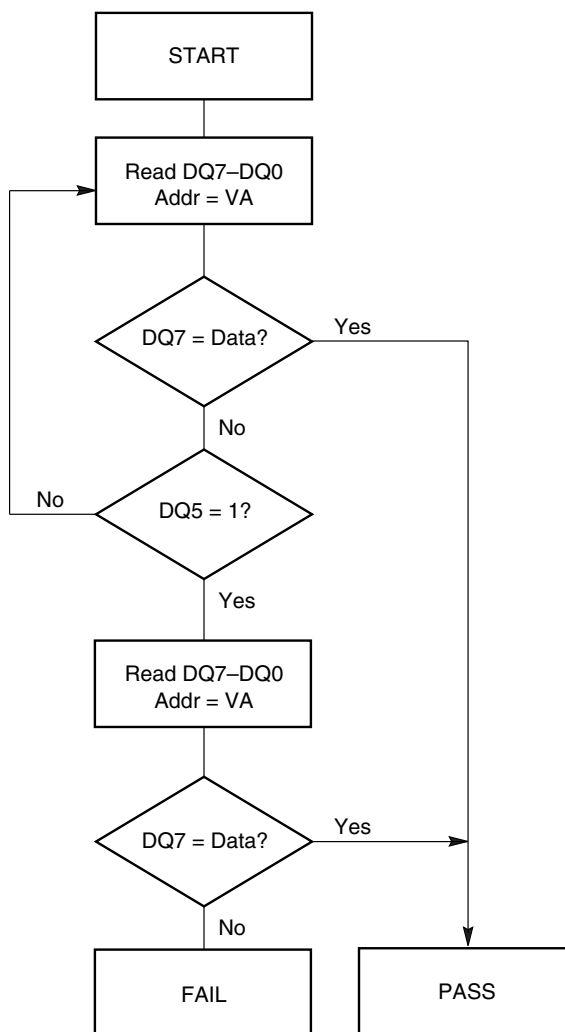 START
Read DQ7–DQ0
Addr = VA
DQ7 = Data?
Yes
No
DQ5 = 1?
No
Yes
Read DQ7–DQ0
Addr = VA
DQ7 = Data?
Yes
No
FAIL
PASS